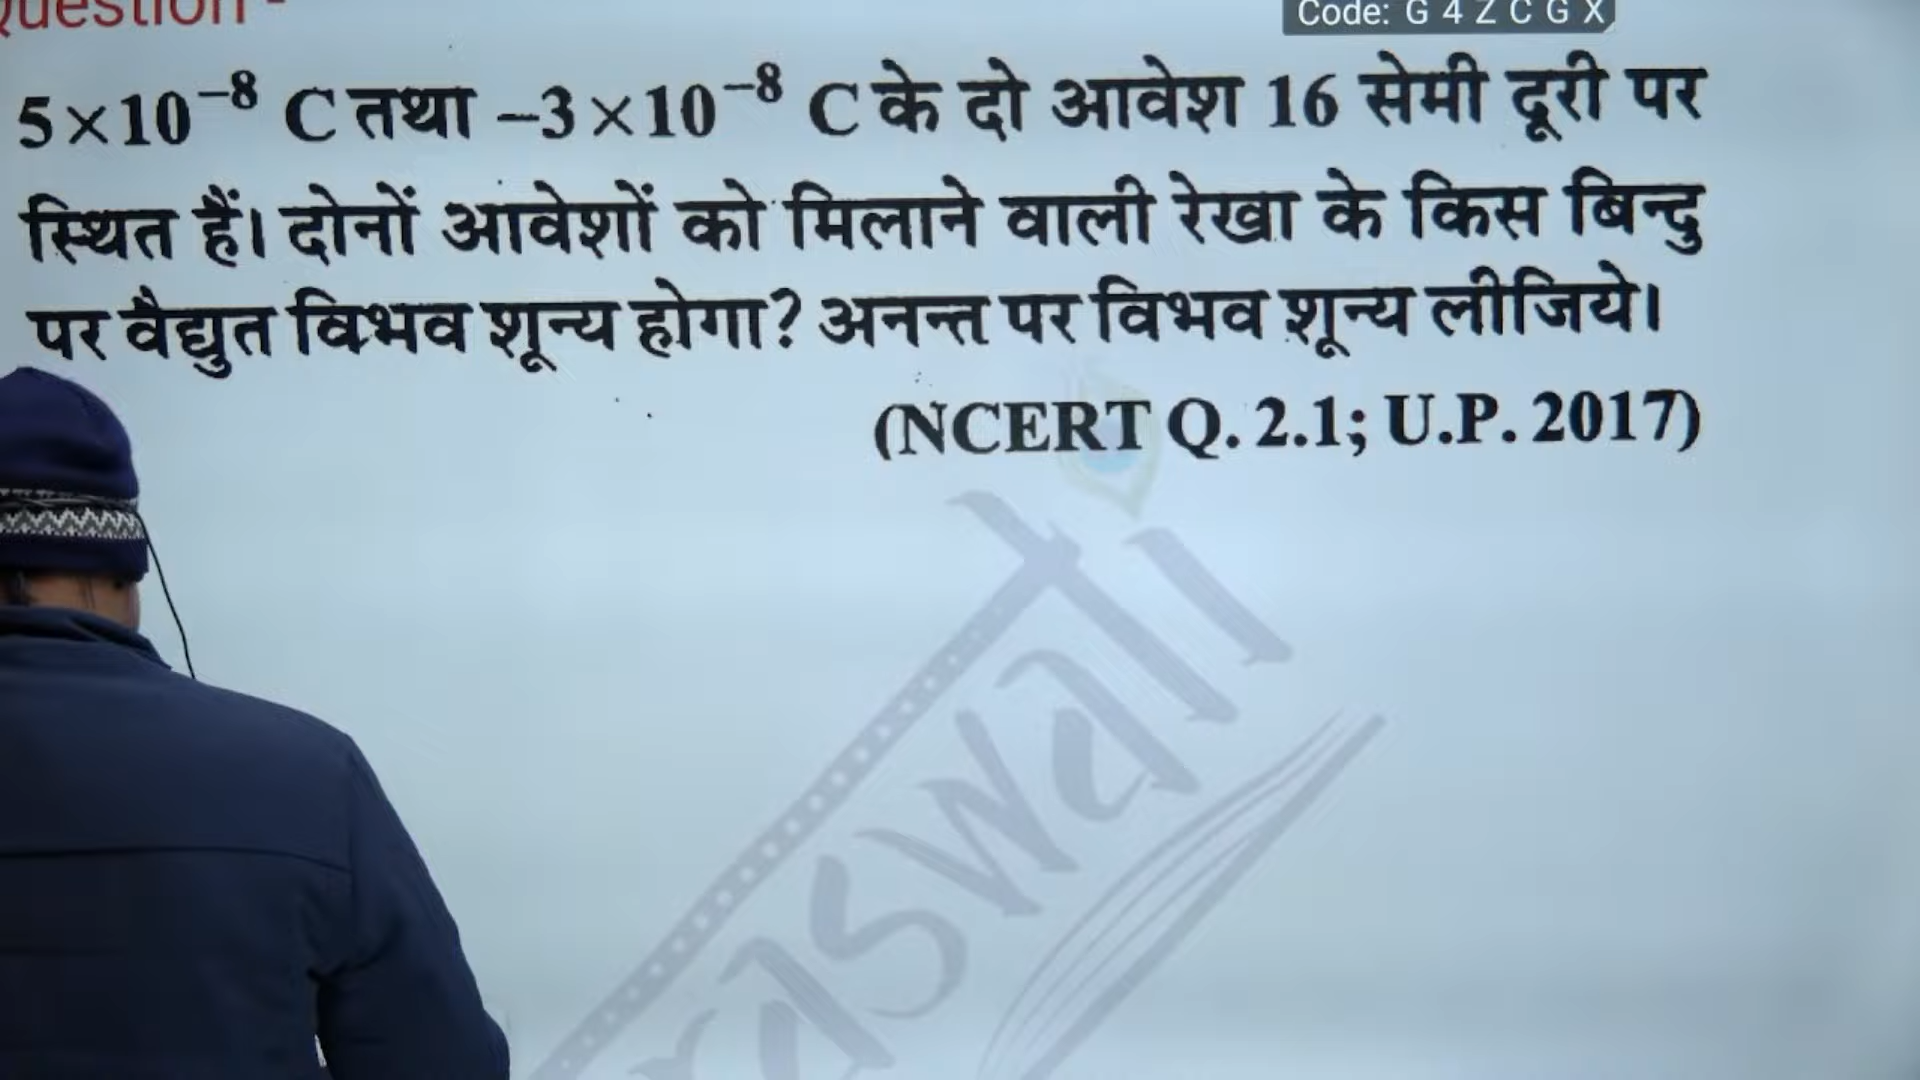 Question -
Code: G 4 Z C G X
5×10⁻⁸ C तथा –3×10⁻⁸ C के दो आवेश 16 सेमी दूरी पर
स्थित हैं। दोनों आवेशों को मिलाने वाली रेखा के किस बिन्दु
पर वैद्युत विभव शून्य होगा? अनन्त पर विभव शून्य लीजिये।
(NCERT Q. 2.1; U.P. 2017)